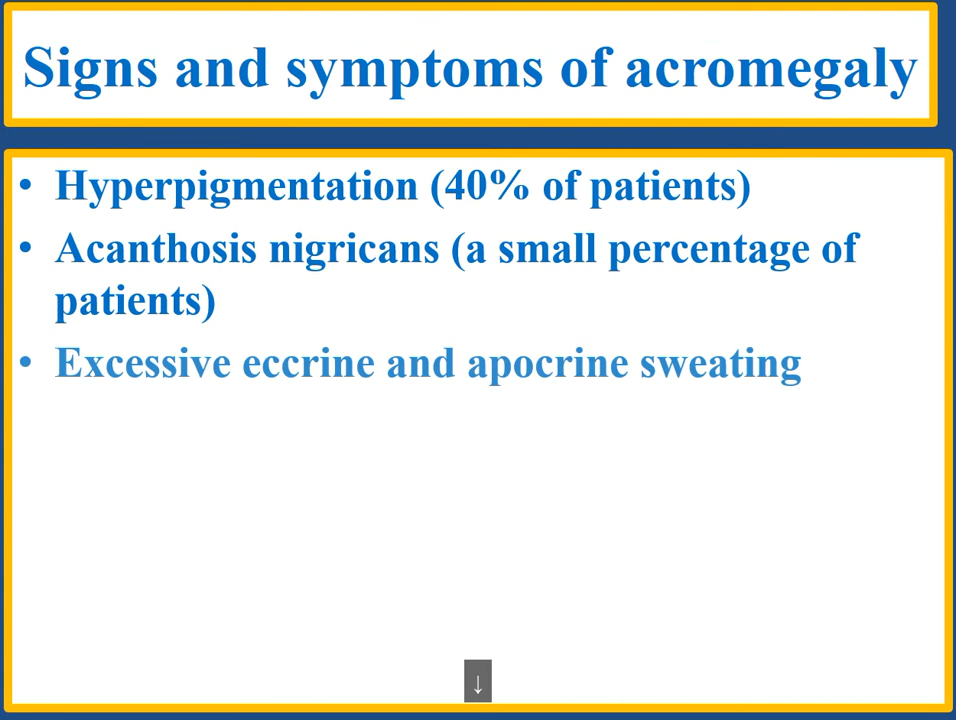 Signs and symptoms of acromegaly
• Hyperpigmentation (40% of patients)
• Acanthosis nigricans (a small percentage of
patients)
• Excessive eccrine and apocrine sweating
↓